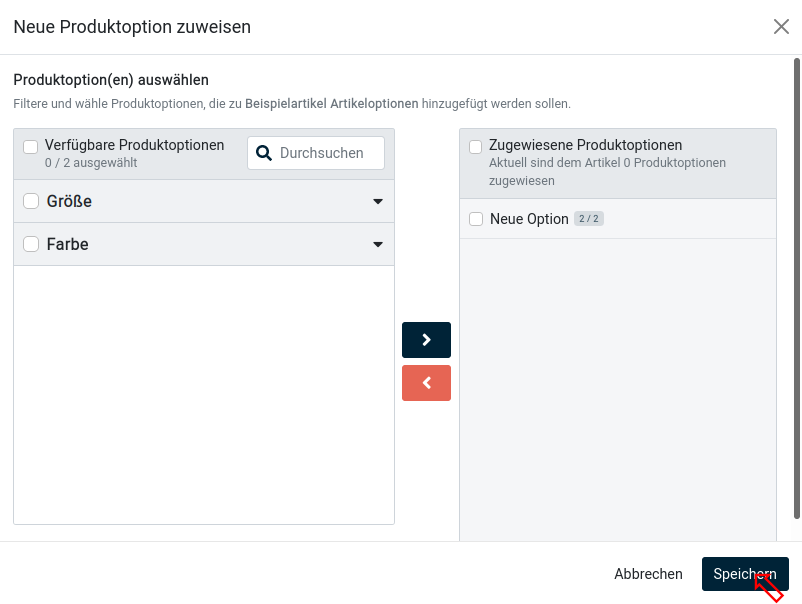 Neue Produktoption zuweisen
Produktoption(en) auswählen
Filtere und wähle Produktoptionen, die zu Beispielartikel Artikeloptionen hinzugefügt werden sollen.
Verfügbare Produktoptionen
0 / 2 ausgewählt
Durchsuchen
Größe
Farbe
Zugewiesene Produktoptionen
Aktuell sind dem Artikel 0 Produktoptionen
zugewiesen
Neue Option 2 / 2
Abbrechen
Speichern